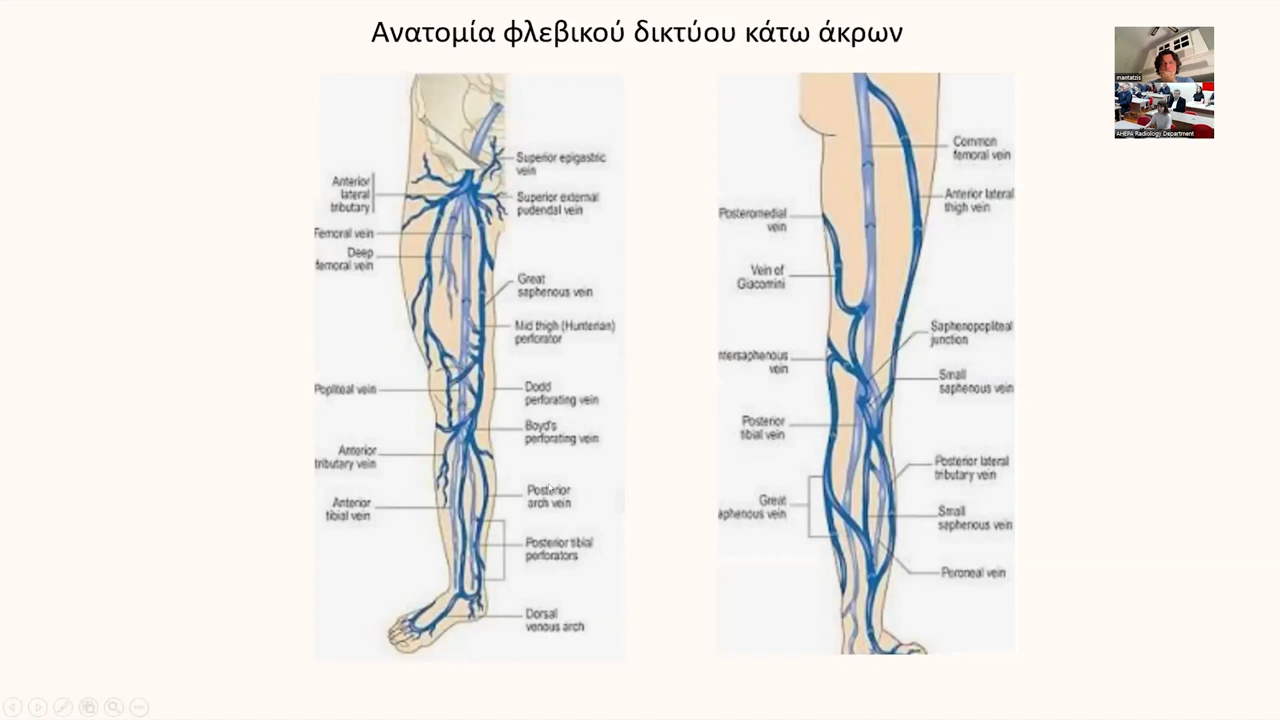 Ανατομία φλεβικού δικτύου κάτω άκρων
mantatzis
AHEPA Radiology Department
Superior epigastric
vein
Anterior
lateral
tributary
Superior external
pudendal vein
Femoral vein
Deep
femoral vein
Great
saphenous vein
Mid thigh (Hunterian)
perforator
Popliteal vein
Dodd
perforating vein
Boyd's
perforating vein
Anterior
tributary vein
Posterior
arch vein
Anterior
tibial vein
Posterior tibial
perforators
Dorsal
venous arch
Common
femoral vein
Anterior lateral
thigh vein
Posteromedial
vein
Vein of
Giacomini
Saphenopopliteal
junction
ntersaphenous
vein
Small
saphenous vein
Posterior
tibial vein
Posterior lateral
tributary vein
Great
aphenous vein
Small
saphenous vein
Peroneal vein